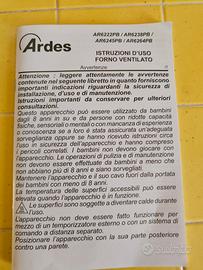 Ardes
AR6222PB / AR6238PB /
AR6245PB / AR6264PB
ISTRUZIONI D'USO
FORNO VENTILATO
Avvertenze
Attenzione : leggere attentamente le avvertenze
contenute nel seguente libretto in quanto forniscono
importanti indicazioni riguardanti la sicurezza di
installazione, d'uso e di manutenzione.
Istruzioni importanti da conservare per ulteriori
consultazioni.
Questo apparecchio può essere utilizzato da bambini
dagli 8 anni in su e da persone con ridotte capacità
fisiche, sensoriali o mentali o con mancanza di esperienza
o conoscenza se a loro è stata assicurata un'adeguata
sorveglianza oppure se hanno ricevuto istruzioni circa
l'uso in sicurezza dell'apparecchio e hanno compreso
i pericoli correlati. I bambini non devono giocare con
l'apparecchio. Le operazioni di pulizia e di manutenzione
non devono essere effettuate da bambini a meno che
non abbiano più di 8 anni e siano sorvegliati.
Mantenere l'apparecchio e il suo cavo fuori dalla portata
dei bambini con meno di 8 anni.
La temperatura delle superfici accessibili può essere
elevata quando l'apparecchio è in funzione.
Le superfici sono soggette a diventare calde durante
l'uso.
L'apparecchio non deve essere fatto funzionare per
mezzo di un temporizzatore esterno o con un sistema di
comando a distanza separato.
Posizionare l'apparecchio con la sua parte posteriore
contro una parete.